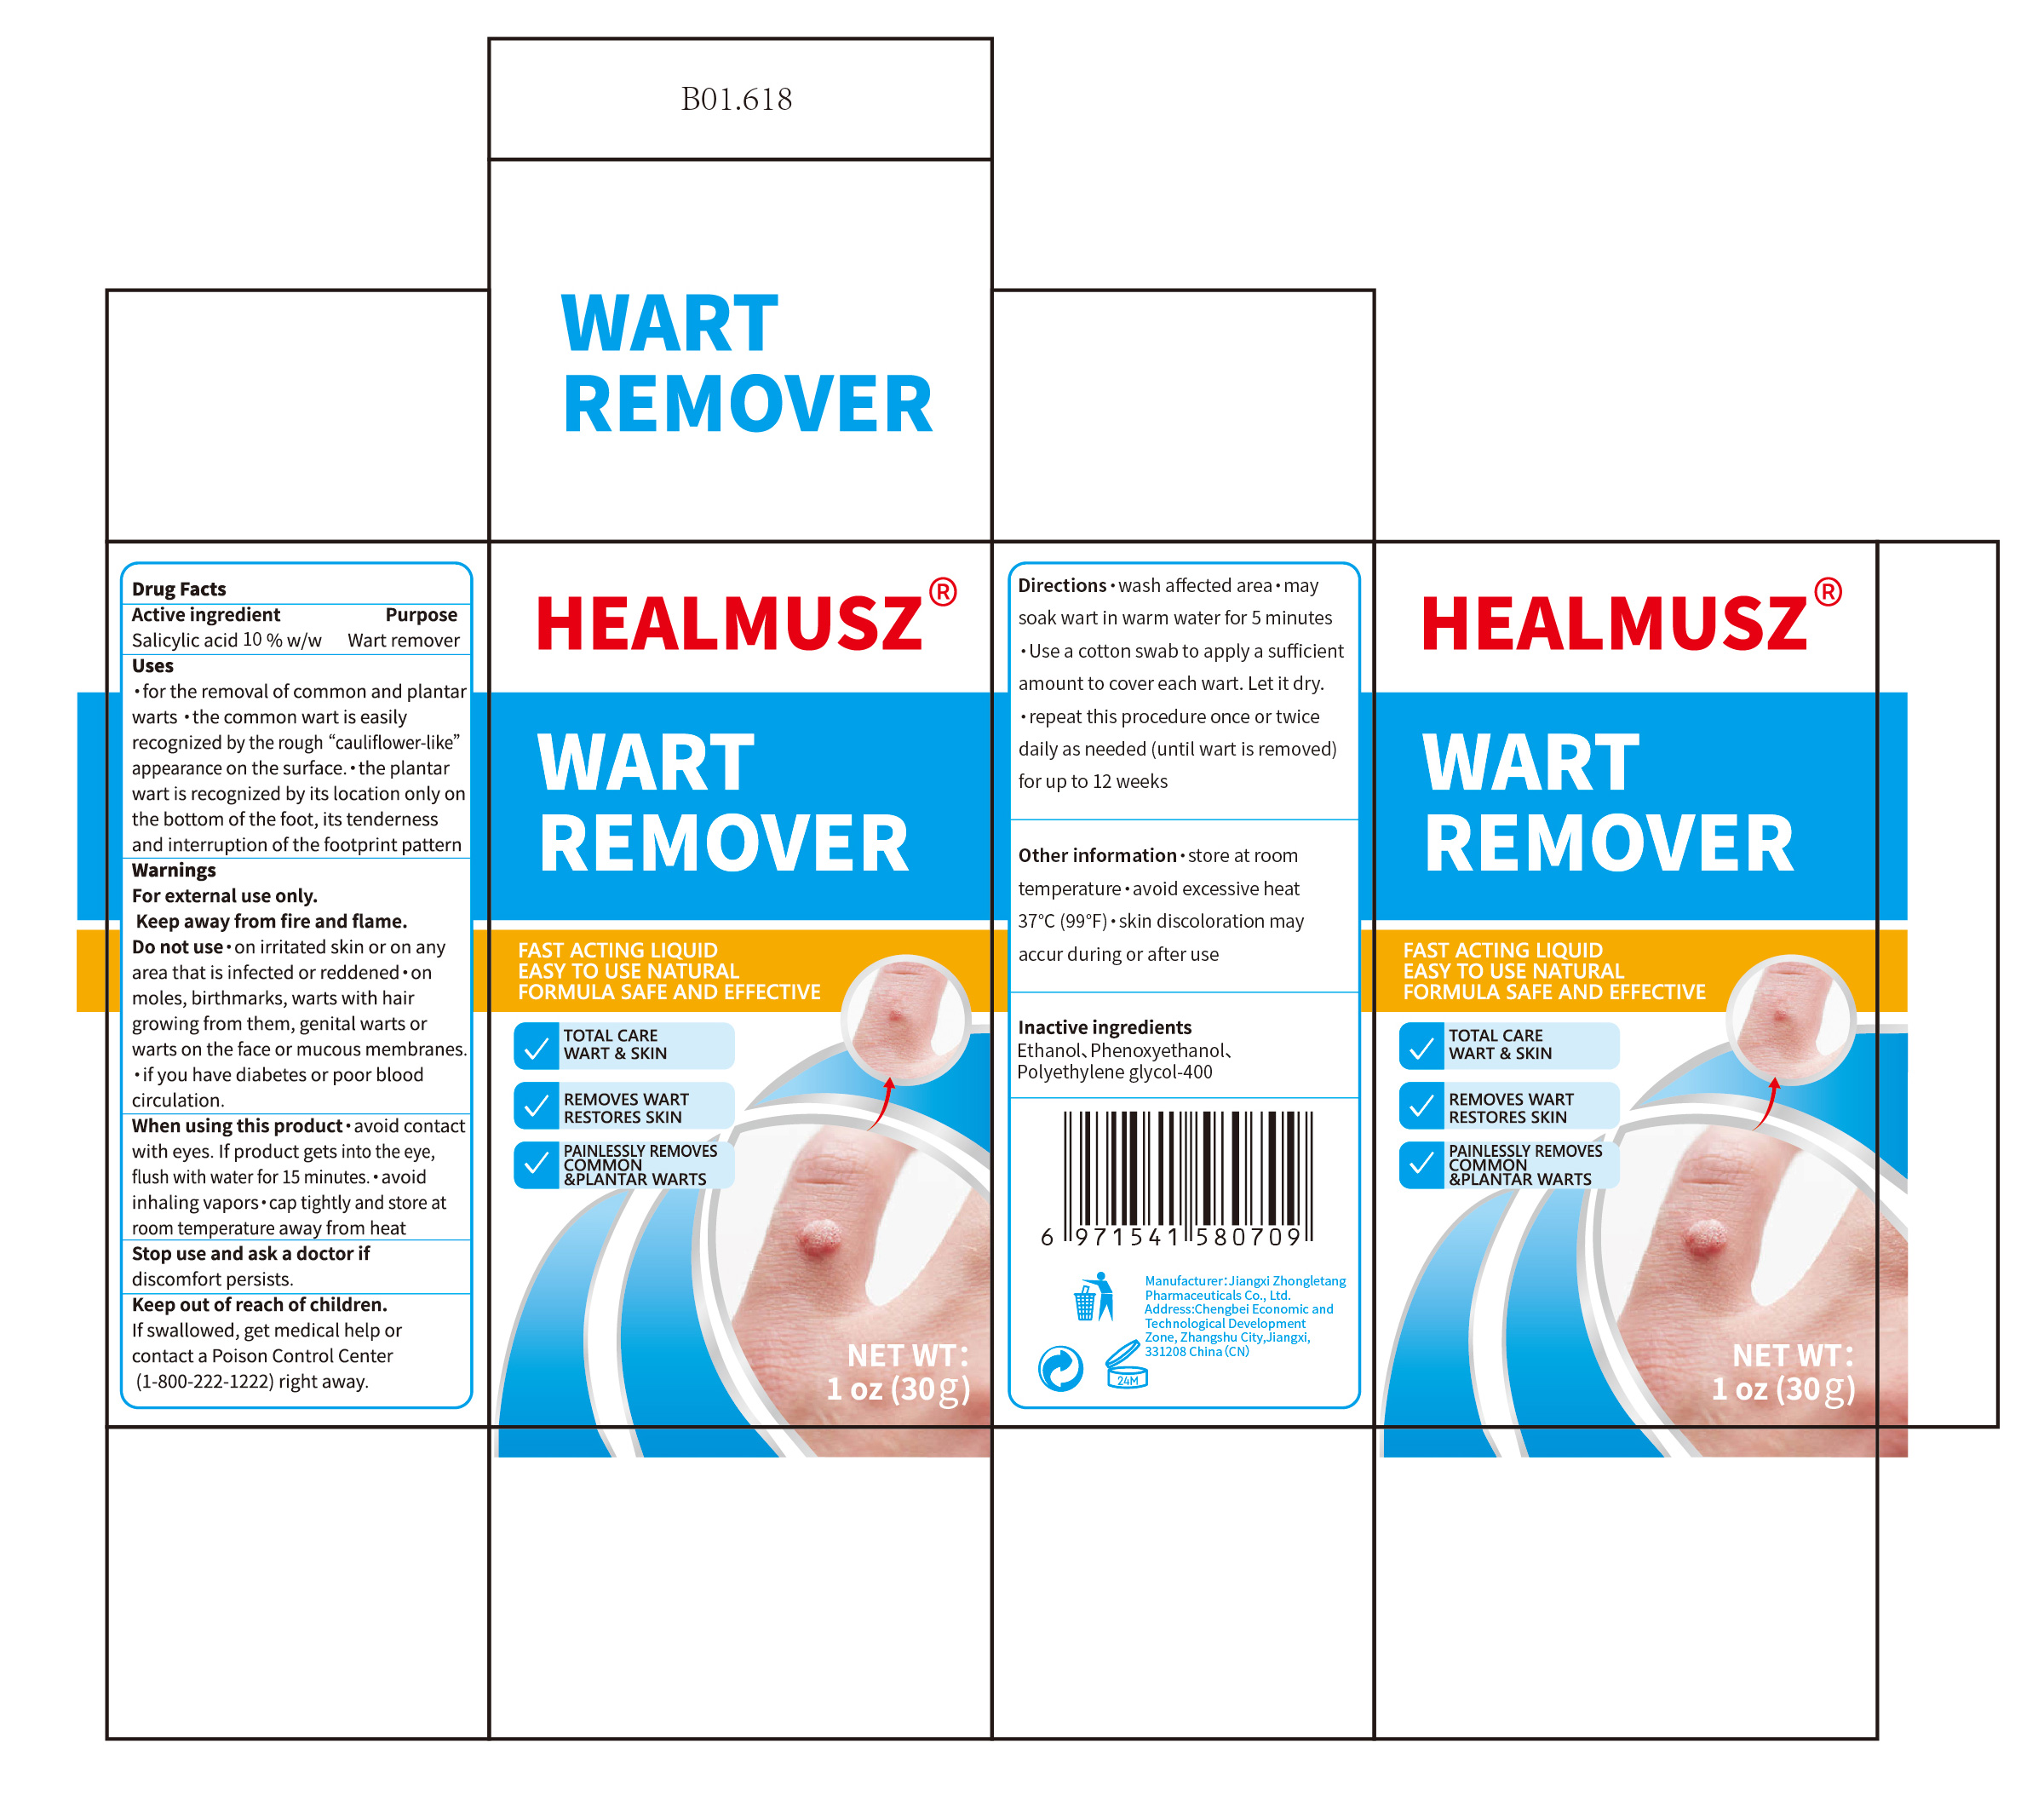 B01.618
WART
REMOVER
Drug Facts
Active ingredient Purpose
Salicylic acid 10 % w/w Wart remover
Uses
·for the removal of common and plantar
warts ·the common wart is easily
recognized by the rough “cauliflower-like”
appearance on the surface.·the plantar
wart is recognized by its location only on
the bottom of the foot, its tenderness
and interruption of the footprint pattern
Warnings
For external use only.
Keep away from fire and flame.
Do not use·on irritated skin or on any
area that is infected or reddened·on
moles, birthmarks, warts with hair
growing from them, genital warts or
warts on the face or mucous membranes.
·if you have diabetes or poor blood
circulation.
When using this product·avoid contact
with eyes. If product gets into the eye,
flush with water for 15 minutes.·avoid
inhaling vapors·cap tightly and store at
room temperature away from heat
Stop use and ask a doctor if
discomfort persists.
Keep out of reach of children.
If swallowed, get medical help or
contact a Poison Control Center
(1-800-222-1222) right away.
HEALMUSZ®
WART
REMOVER
FAST ACTING LIQUID
EASY TO USE NATURAL
FORMULA SAFE AND EFFECTIVE
TOTAL CARE
WART & SKIN
REMOVES WART
RESTORES SKIN
PAINLESSLY REMOVES
COMMON
&PLANTAR WARTS
NET WT:
1 oz (30g)
Directions·wash affected area·may
soak wart in warm water for 5 minutes
·Use a cotton swab to apply a sufficient
amount to cover each wart. Let it dry.
·repeat this procedure once or twice
daily as needed (until wart is removed)
for up to 12 weeks
Other information·store at room
temperature·avoid excessive heat
37℃ (99℉)·skin discoloration may
accur during or after use
Inactive ingredients
Ethanol、Phenoxyethanol、
Polyethylene glycol-400
6 971541 580709
Manufacturer:Jiangxi Zhongletang
Pharmaceuticals Co., Ltd.
Address:Chengbei Economic and
Technological Development
Zone, Zhangshu City,Jiangxi,
331208 China(CN)
24M
HEALMUSZ®
WART
REMOVER
FAST ACTING LIQUID
EASY TO USE NATURAL
FORMULA SAFE AND EFFECTIVE
TOTAL CARE
WART & SKIN
REMOVES WART
RESTORES SKIN
PAINLESSLY REMOVES
COMMON
&PLANTAR WARTS
NET WT:
1 oz (30g)